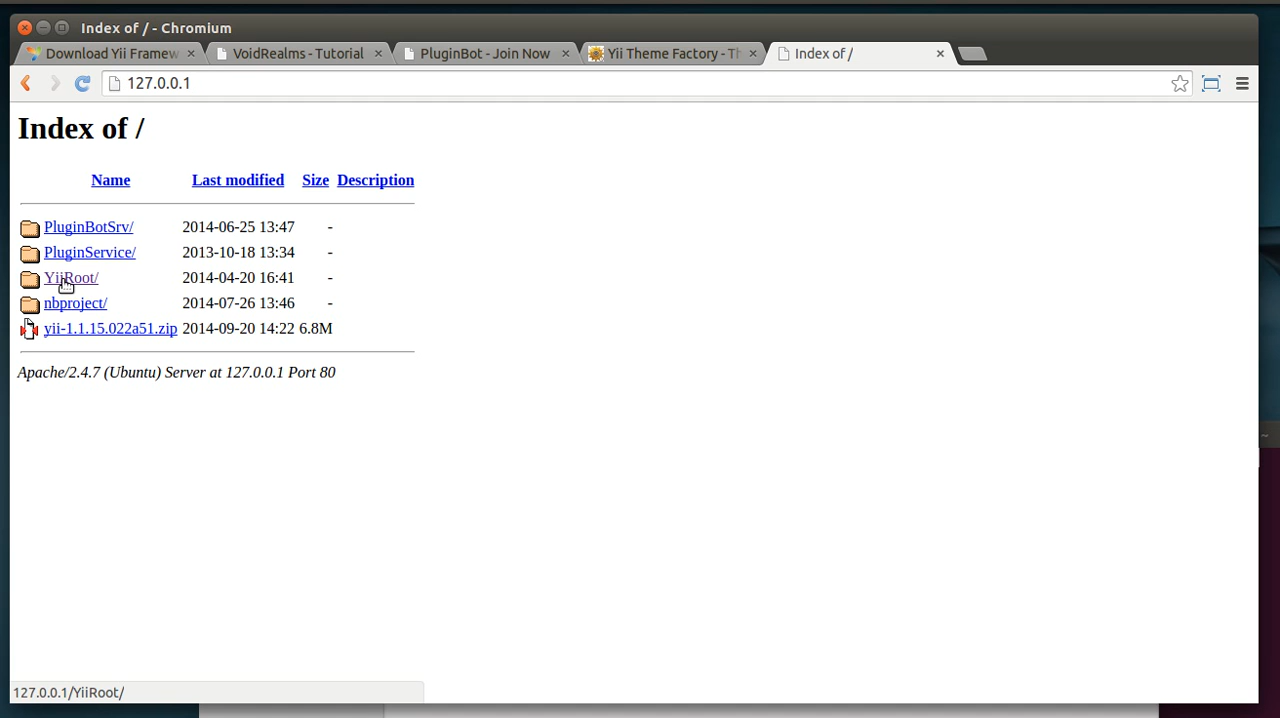 Index of / - Chromium
Download Yii Framew
VoidRealms - Tutorial
PluginBot - Join Now
Yii Theme Factory - Th
Index of /
127.0.0.1
Index of /
Name Last modified Size Description
PluginBotSrv/ 2014-06-25 13:47 -
PluginService/ 2013-10-18 13:34 -
YiiRoot/ 2014-04-20 16:41 -
nbproject/ 2014-07-26 13:46 -
yii-1.1.15.022a51.zip 2014-09-20 14:22 6.8M
Apache/2.4.7 (Ubuntu) Server at 127.0.0.1 Port 80
~
127.0.0.1/YiiRoot/